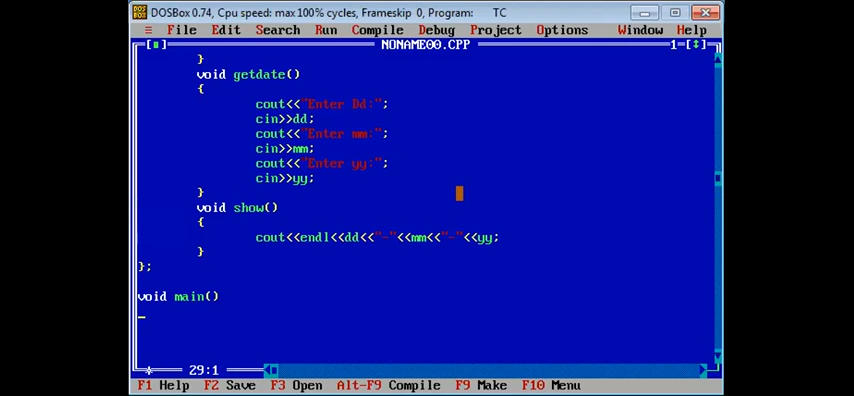 DOSBox 0.74, Cpu speed: max 100% cycles, Frameskip 0, Program: TC
≡ File Edit Search Run Compile Debug Project Options Window Help
[■] NONAME00.CPP 1=[↕]
}
void getdate()
{
cout<<"Enter Dd:";
cin>>dd;
cout<<"Enter mm:";
cin>>mm;
cout<<"Enter yy:";
cin>>yy;
}
void show()
{
cout<<endl<<dd<<"-"<<mm<<"-"<<yy;
}
};
void main()
* 29:1
F1 Help F2 Save F3 Open Alt-F9 Compile F9 Make F10 Menu